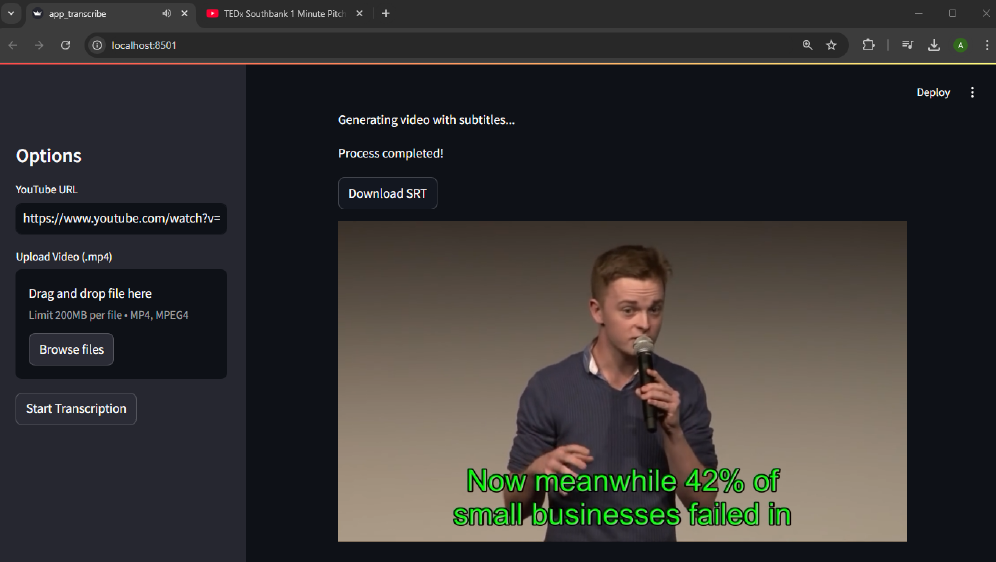 app_transcribe
TEDx Southbank 1 Minute Pitch
localhost:8501
A
Deploy
Options
YouTube URL
https://www.youtube.com/watch?v=
Upload Video (.mp4)
Drag and drop file here
Limit 200MB per file • MP4, MPEG4
Browse files
Start Transcription
Generating video with subtitles...
Process completed!
Download SRT
Now meanwhile 42% of
small businesses failed in